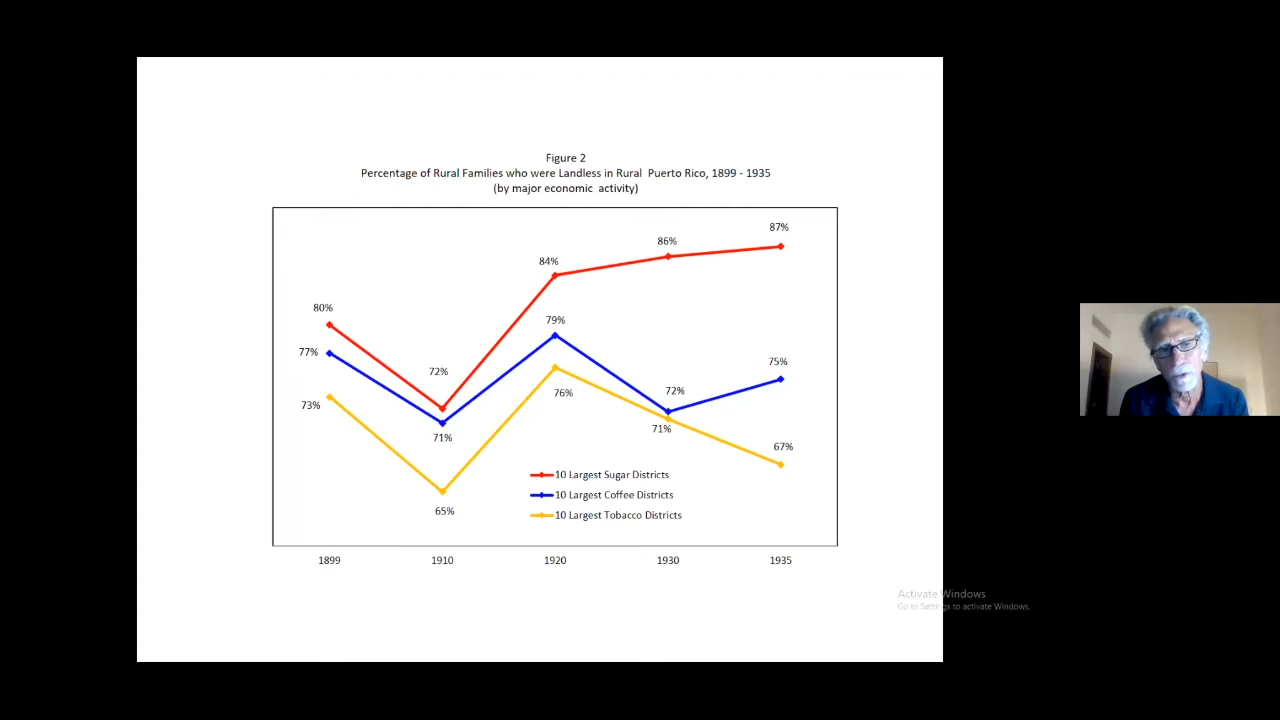 Figure 2
Percentage of Rural Families who were Landless in Rural Puerto Rico, 1899 - 1935
(by major economic activity)
87%
86%
84%
80%
79%
77%
75%
72%
72%
76%
73%
71%
71%
67%
65%
10 Largest Sugar Districts
10 Largest Coffee Districts
10 Largest Tobacco Districts
1899 1910 1920 1930 1935
Activate Windows
Go to Settings to activate Windows.